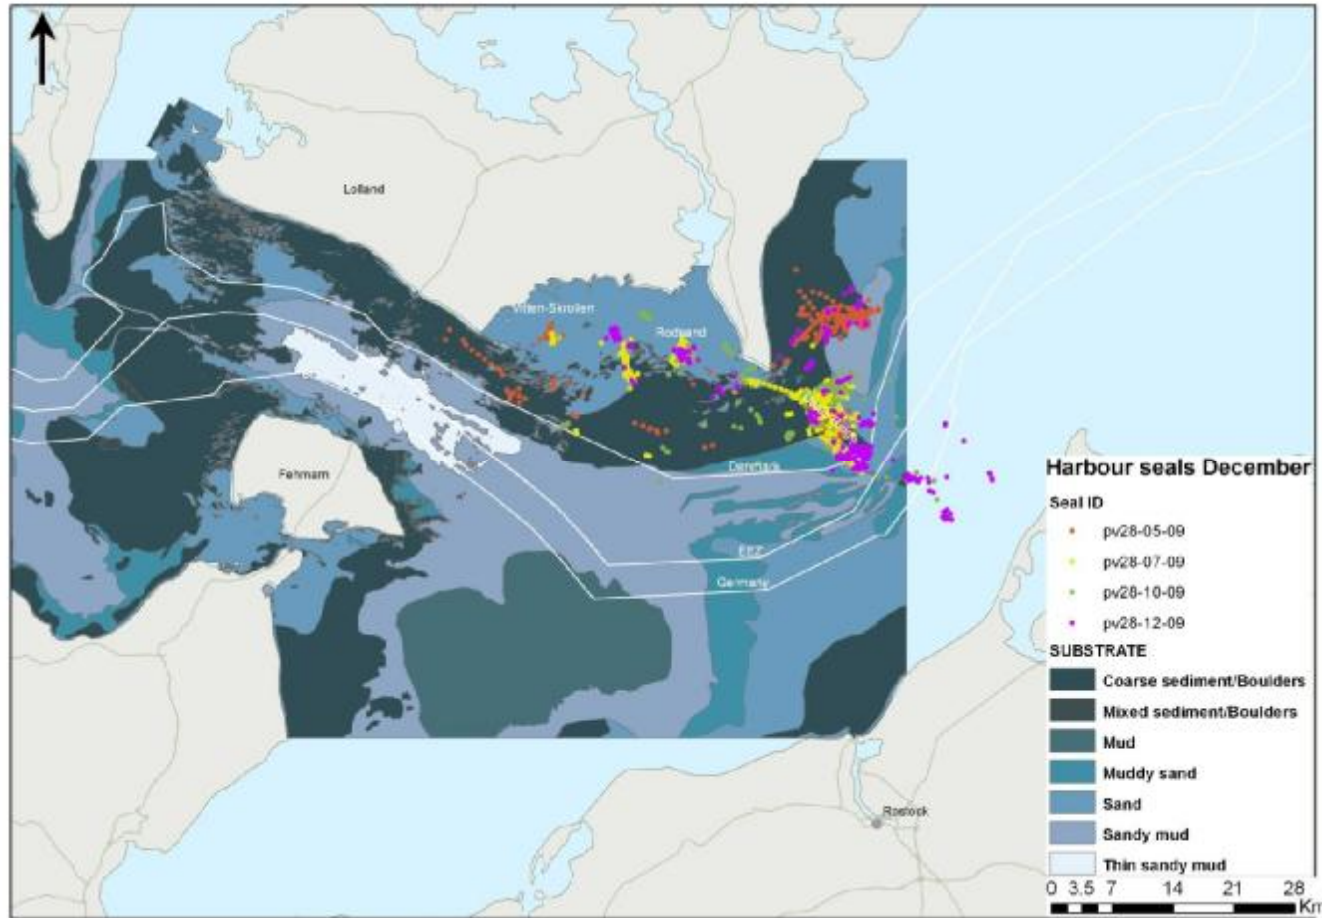 Lolland
Vitten-Skrollen
Rodsand
Fehmarn
Denmark
EEZ
Germany
Rostock
Harbour seals December
Seal ID
pv28-05-09
pv28-07-09
pv28-10-09
pv28-12-09
SUBSTRATE
Coarse sediment/Boulders
Mixed sediment/Boulders
Mud
Muddy sand
Sand
Sandy mud
Thin sandy mud
0 3.5 7 14 21 28
Km